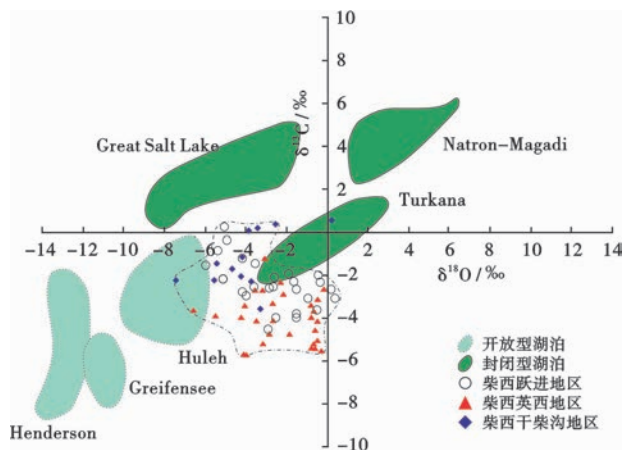 10
8
6
4
2
-2
-4
-6
-8
-10
δ¹³C/‰
-14 -12 -10 -8 -6 -4 -2 0 2 4 6 8 10 12 14
δ¹⁸O/‰
Great Salt Lake
Natron-Magadi
Turkana
Huleh
Greifensee
Henderson
开放型湖泊
封闭型湖泊
柴西跃进地区
柴西英西地区
柴西干柴沟地区